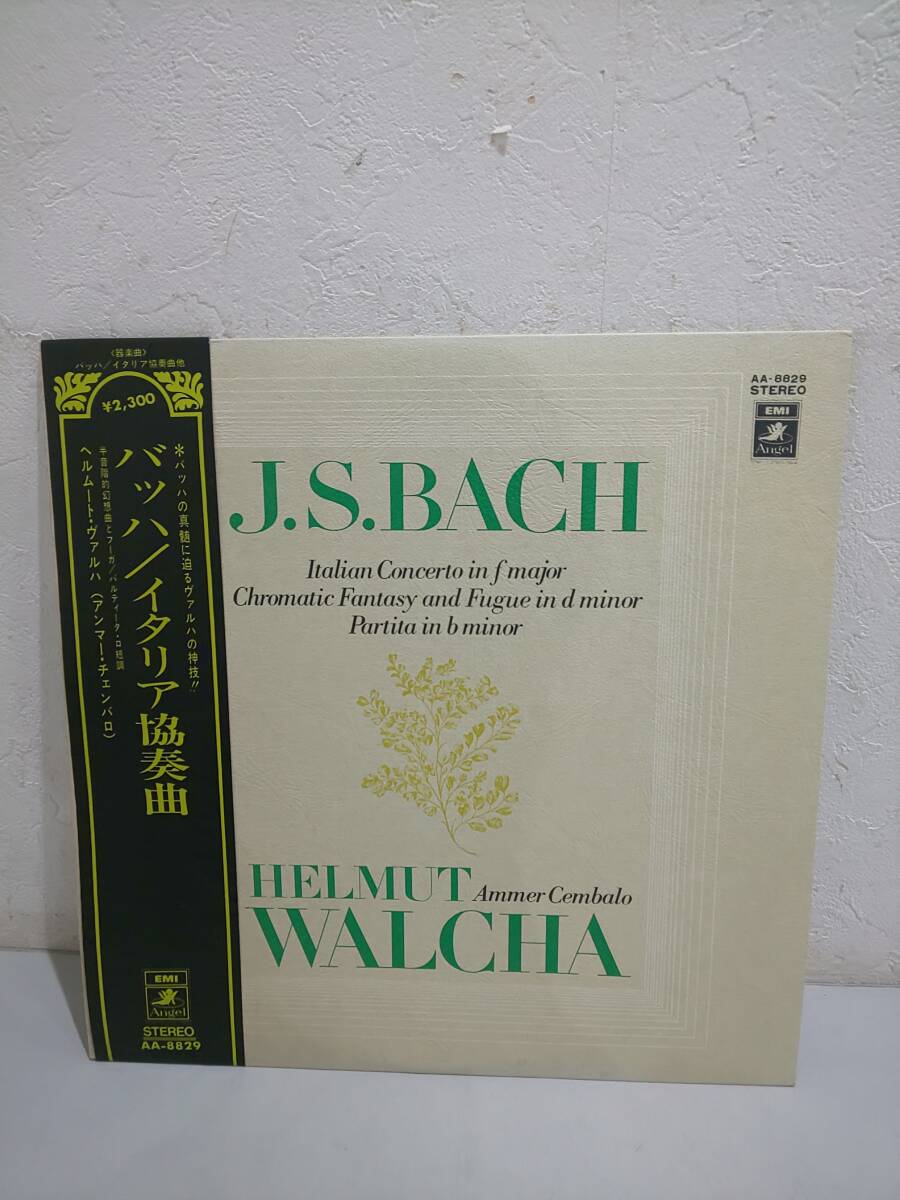 〈器楽曲〉
バッハ/イタリア協奏曲他
¥2,300
*バッハの真髄に迫るヴァルハの神技!!
バッハ/イタリア協奏曲
半音階的幻想曲とフーガ/パルティータ・ロ短調
ヘルムート・ヴァルハ(アンマー・チェンバロ)
EMI
Angel
STEREO
AA-8829
AA-8829
STEREO
EMI
Angel
J.S.BACH
Italian Concerto in f major
Chromatic Fantasy and Fugue in d minor
Partita in b minor
HELMUT Ammer Cembalo
WALCHA